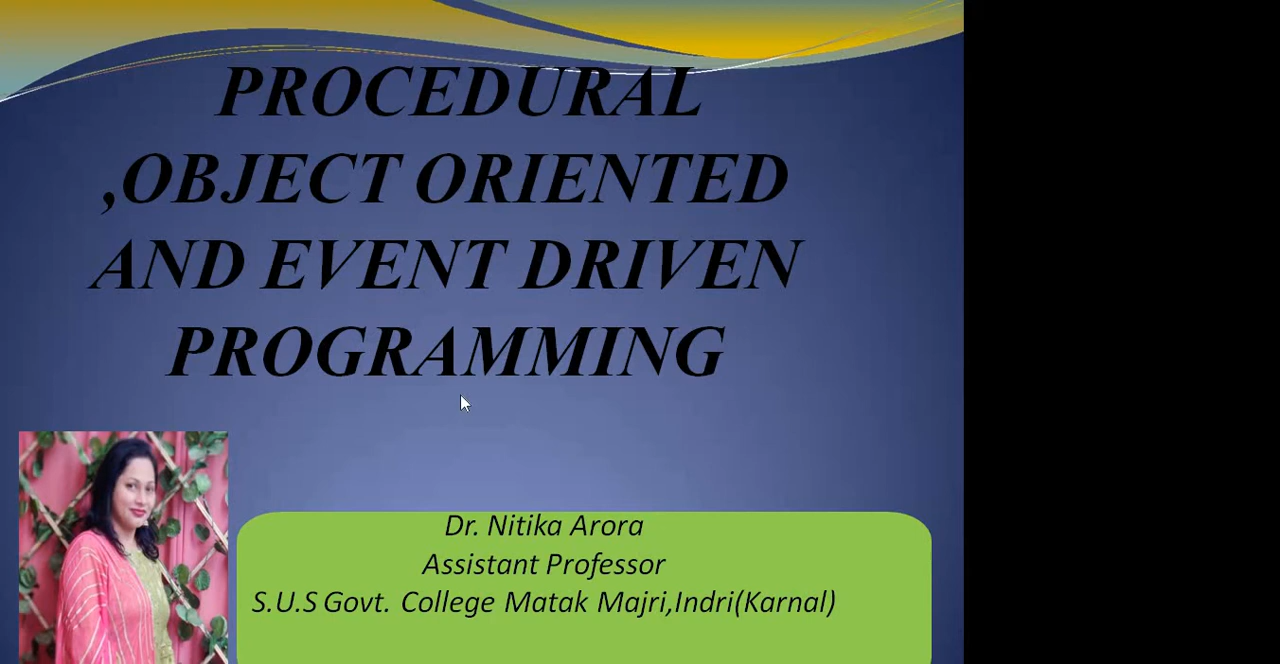 PROCEDURAL
,OBJECT ORIENTED
AND EVENT DRIVEN
PROGRAMMING
Dr. Nitika Arora
Assistant Professor
S.U.S Govt. College Matak Majri,Indri(Karnal)